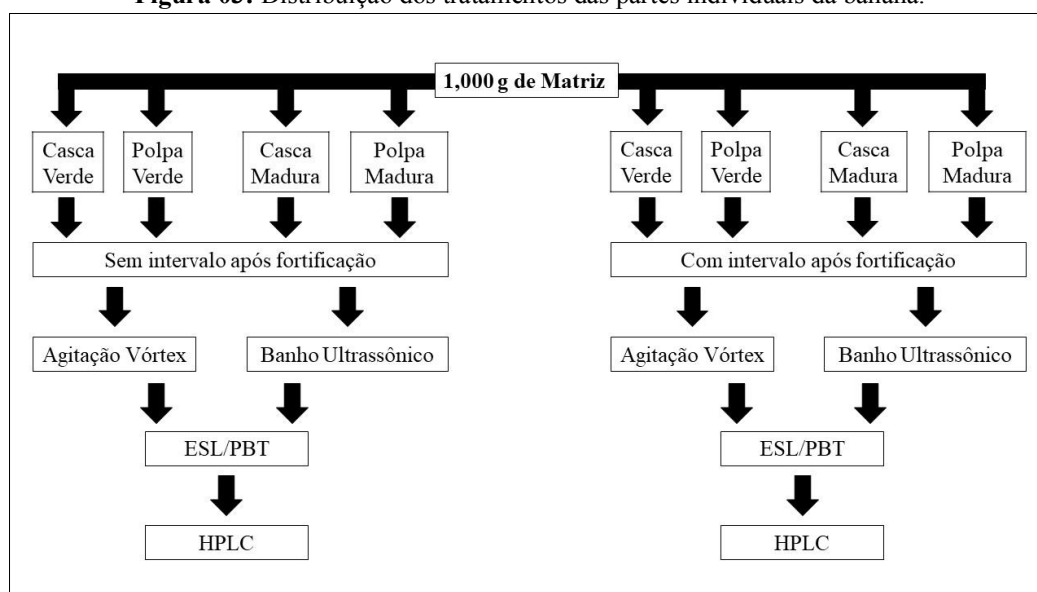 Figura 03: Distribuição dos tratamentos das partes individuais da banana.
1,000 g de Matriz
Casca
Verde
Polpa
Verde
Casca
Madura
Polpa
Madura
Casca
Verde
Polpa
Verde
Casca
Madura
Polpa
Madura
Sem intervalo após fortificação
Com intervalo após fortificação
Agitação Vórtex
Banho Ultrassônico
Agitação Vórtex
Banho Ultrassônico
ESL/PBT
ESL/PBT
HPLC
HPLC